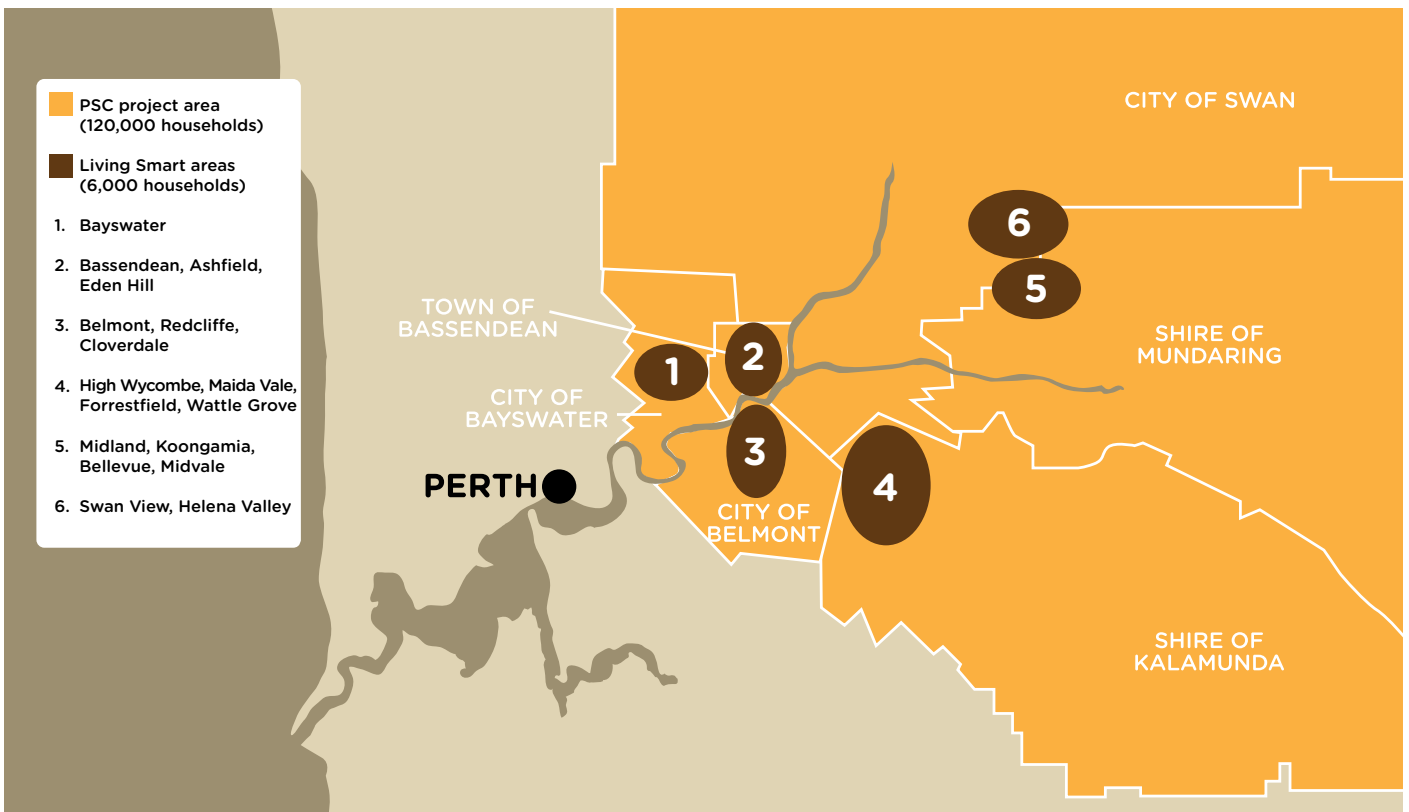 PSC project area
(120,000 households)
Living Smart areas
(6,000 households)
1. Bayswater
2. Bassendean, Ashfield,
Eden Hill
3. Belmont, Redcliffe,
Cloverdale
4. High Wycombe, Maida Vale,
Forrestfield, Wattle Grove
5. Midland, Koongamia,
Bellevue, Midvale
6. Swan View, Helena Valley
CITY OF SWAN
6
5
TOWN OF
BASSENDEAN
SHIRE OF
MUNDARING
2
1
CITY OF
BAYSWATER
3
4
PERTH
CITY OF
BELMONT
SHIRE OF
KALAMUNDA